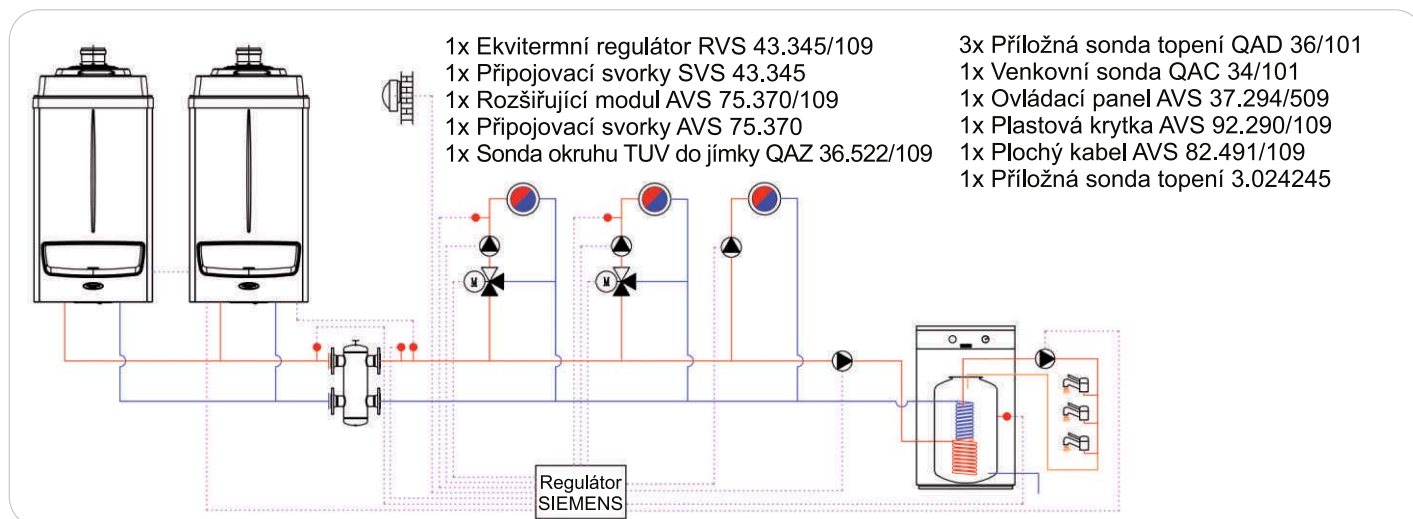 1x Ekvitermní regulátor RVS 43.345/109
1x Připojovací svorky SVS 43.345
1x Rozšiřující modul AVS 75.370/109
1x Připojovací svorky AVS 75.370
1x Sonda okruhu TUV do jímky QAZ 36.522/109
3x Příložná sonda topení QAD 36/101
1x Venkovní sonda QAC 34/101
1x Ovládací panel AVS 37.294/509
1x Plastová krytka AVS 92.290/109
1x Plochý kabel AVS 82.491/109
1x Příložná sonda topení 3.024245
M
M
Regulátor
SIEMENS